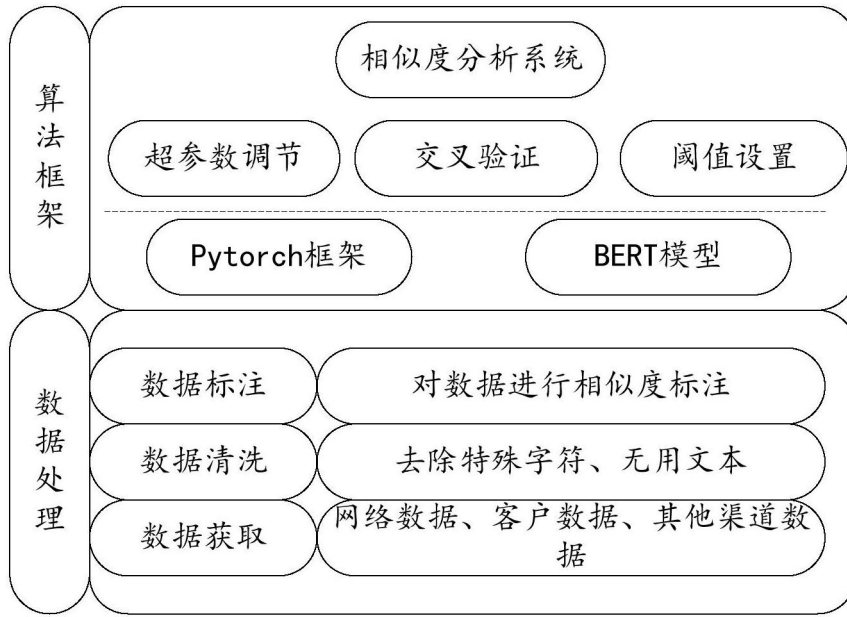 算法框架
相似度分析系统
超参数调节
交叉验证
阈值设置
Pytorch框架
BERT模型
数据处理
数据标注
对数据进行相似度标注
数据清洗
去除特殊字符、无用文本
数据获取
网络数据、客户数据、其他渠道数
据